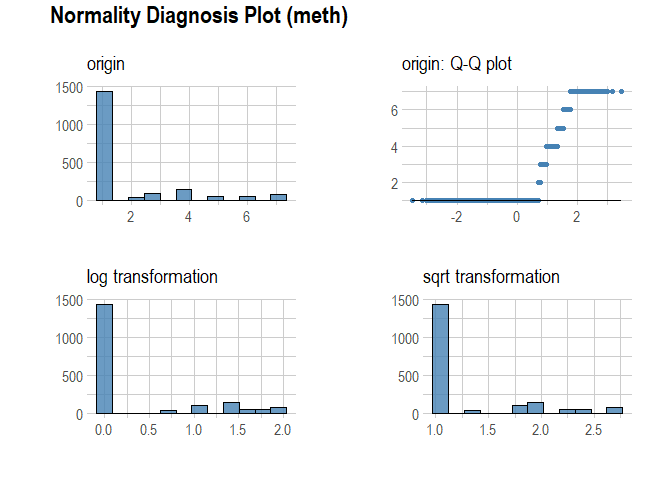 Normality Diagnosis Plot (meth)
origin
1500
1000
500
0
2 4 6
origin: Q-Q plot
6
4
2
-2 0 2
log transformation
1500
1000
500
0
0.0 0.5 1.0 1.5 2.0
sqrt transformation
1500
1000
500
0
1.0 1.5 2.0 2.5